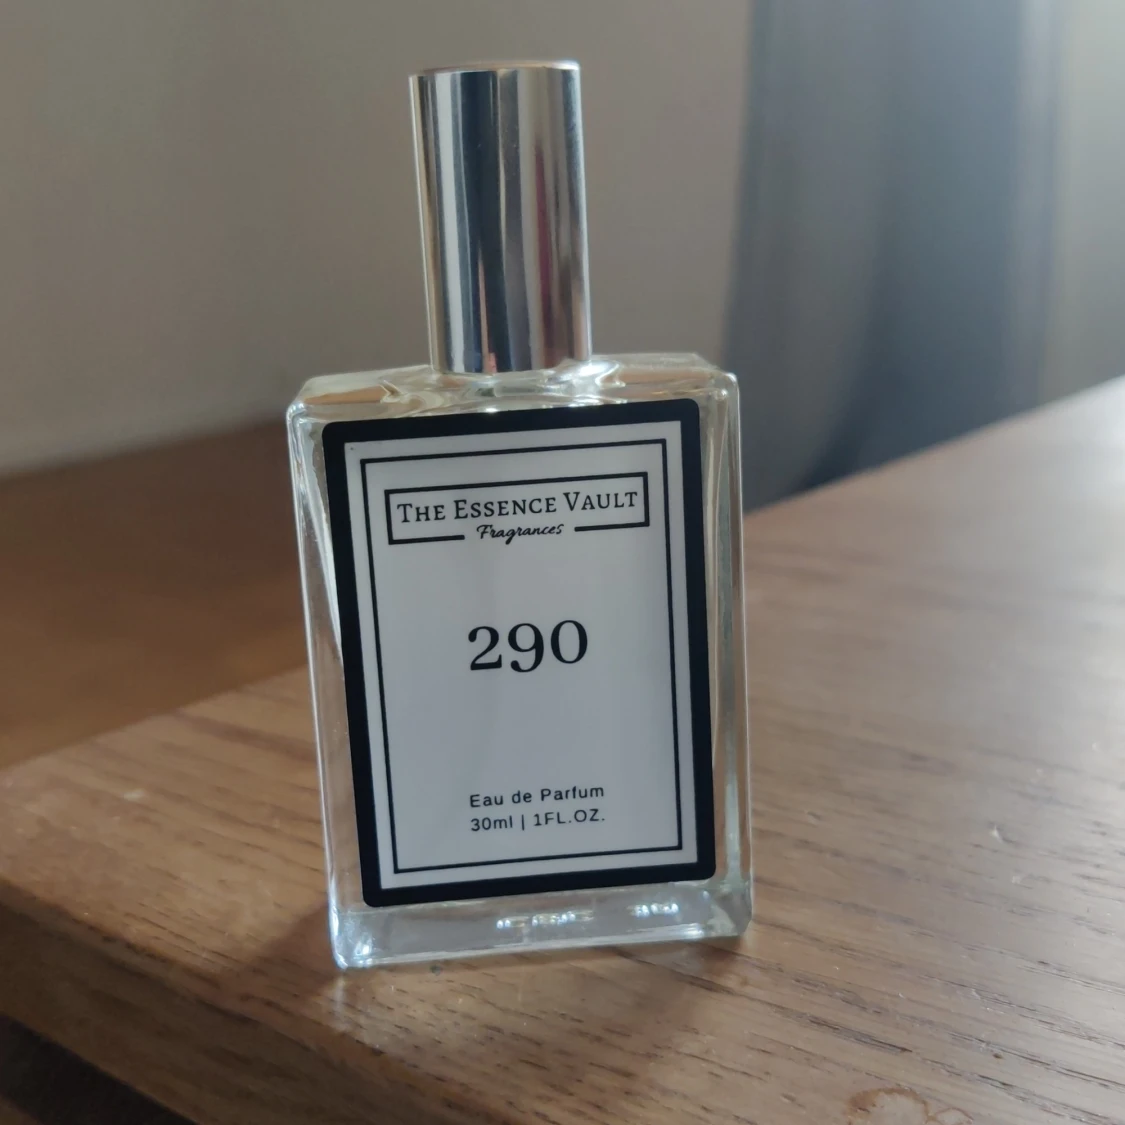 The Essence Vault
Fragrances
290
Eau de Parfum
30ml | 1FL.OZ.